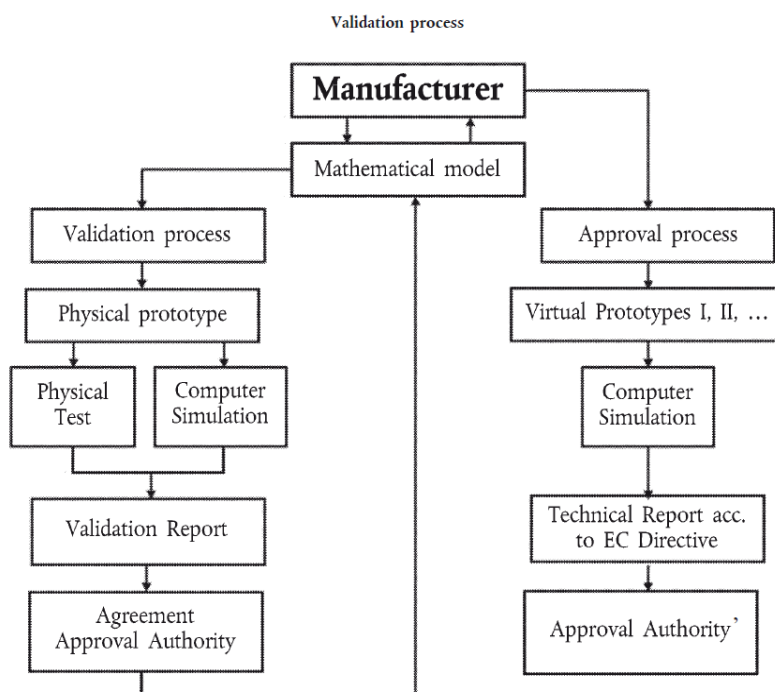 Validation process
Manufacturer
Mathematical model
Validation process
Physical prototype
Physical
Test
Computer
Simulation
Validation Report
Agreement
Approval Authority
Approval process
Virtual Prototypes I, II, …
Computer
Simulation
Technical Report acc.
to EC Directive
Approval Authority’